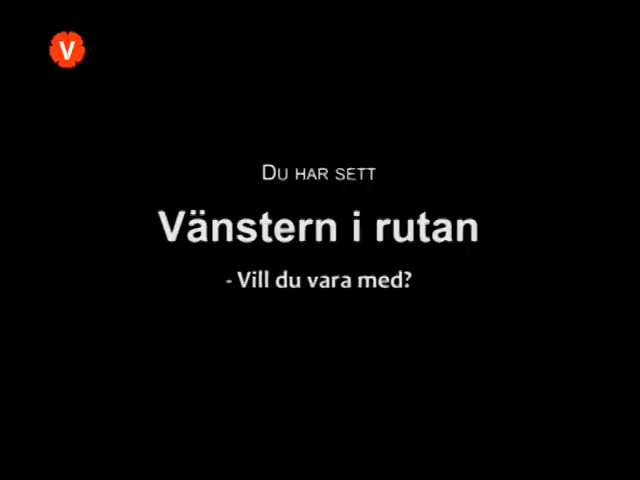 V
Du har sett
Vänstern i rutan
- Vill du vara med?